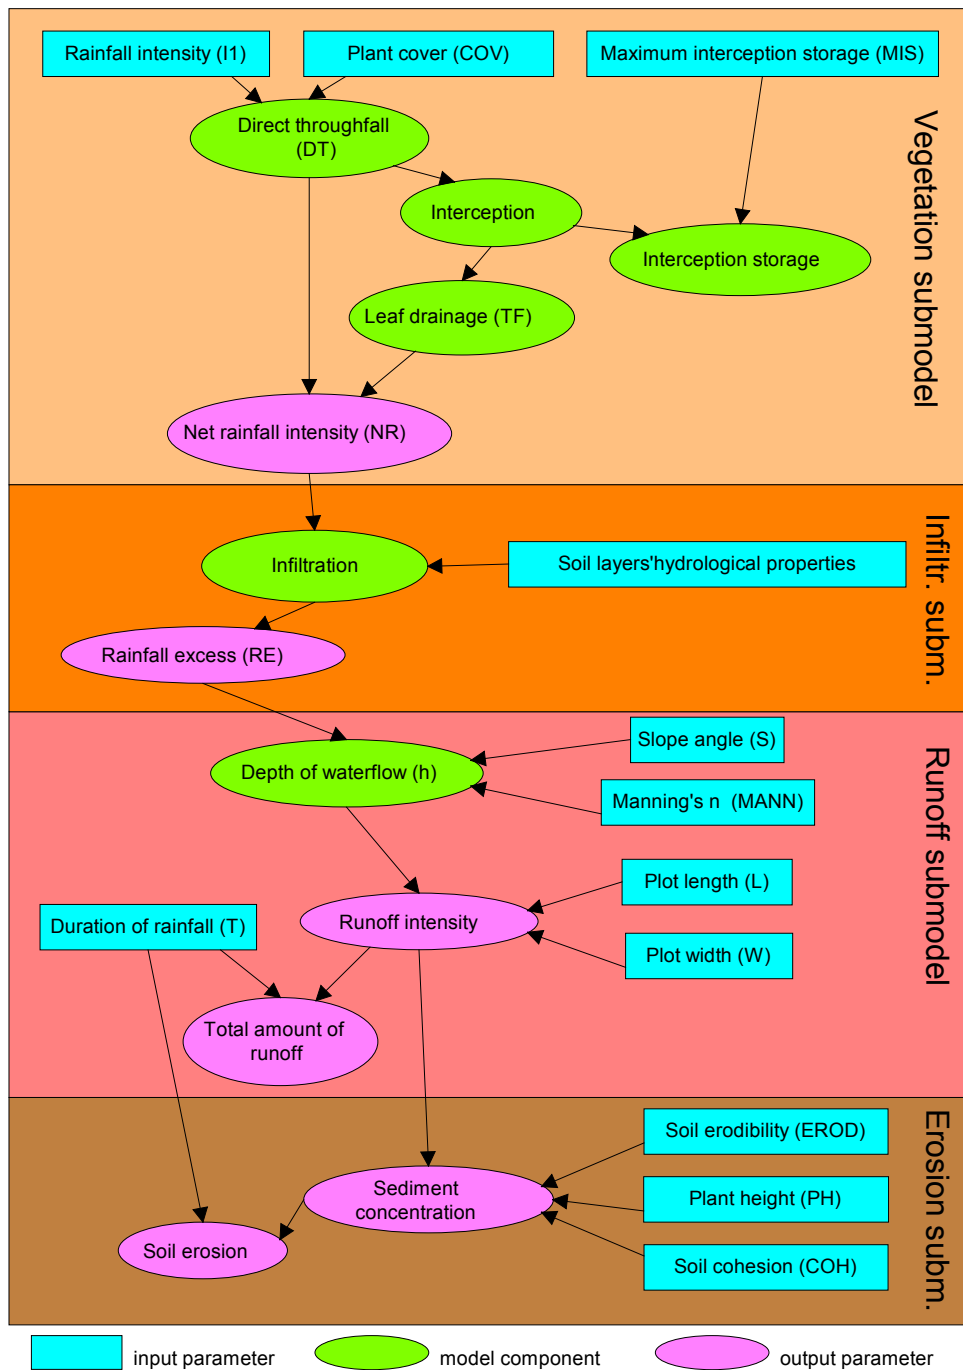 Rainfall intensity (I1)
Plant cover (COV)
Maximum interception storage (MIS)
Direct throughfall
(DT)
Interception
Interception storage
Leaf drainage (TF)
Net rainfall intensity (NR)
Vegetation submodel
Infiltration
Soil layers'hydrological properties
Rainfall excess (RE)
Infiltr. subm.
Slope angle (S)
Depth of waterflow (h)
Manning's n (MANN)
Plot length (L)
Runoff intensity
Duration of rainfall (T)
Plot width (W)
Total amount of
runoff
Runoff submodel
Soil erodibility (EROD)
Sediment
concentration
Plant height (PH)
Soil erosion
Soil cohesion (COH)
Erosion subm.
input parameter
model component
output parameter